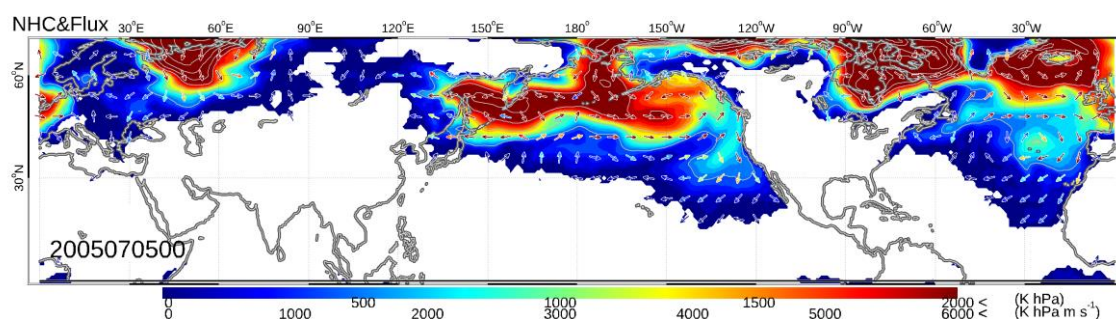 NHC&Flux
30°E 60°E 90°E 120°E 150°E 180° 150°W 120°W 90°W 60°W 30°W
60°N
30°N
2005070500
0 500 1000 1500 2000 < (K hPa)
0 1000 2000 3000 4000 5000 6000 < (K hPa m s⁻¹)